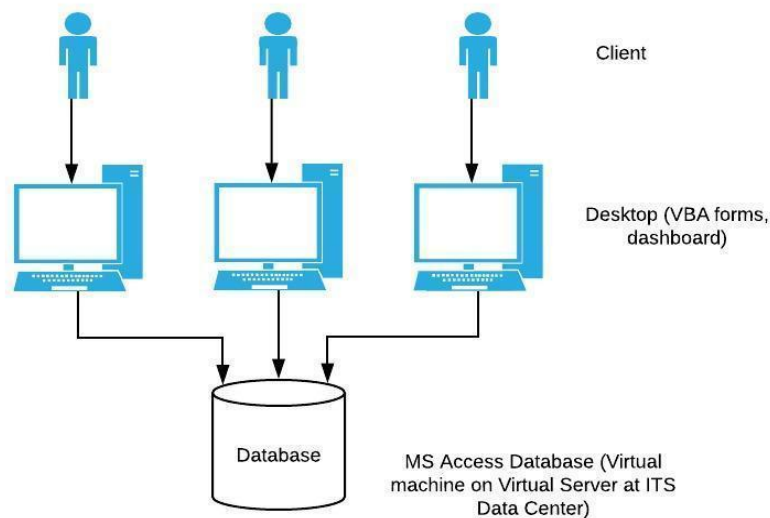 Client
Desktop (VBA forms,
dashboard)
Database
MS Access Database (Virtual
machine on Virtual Server at ITS
Data Center)